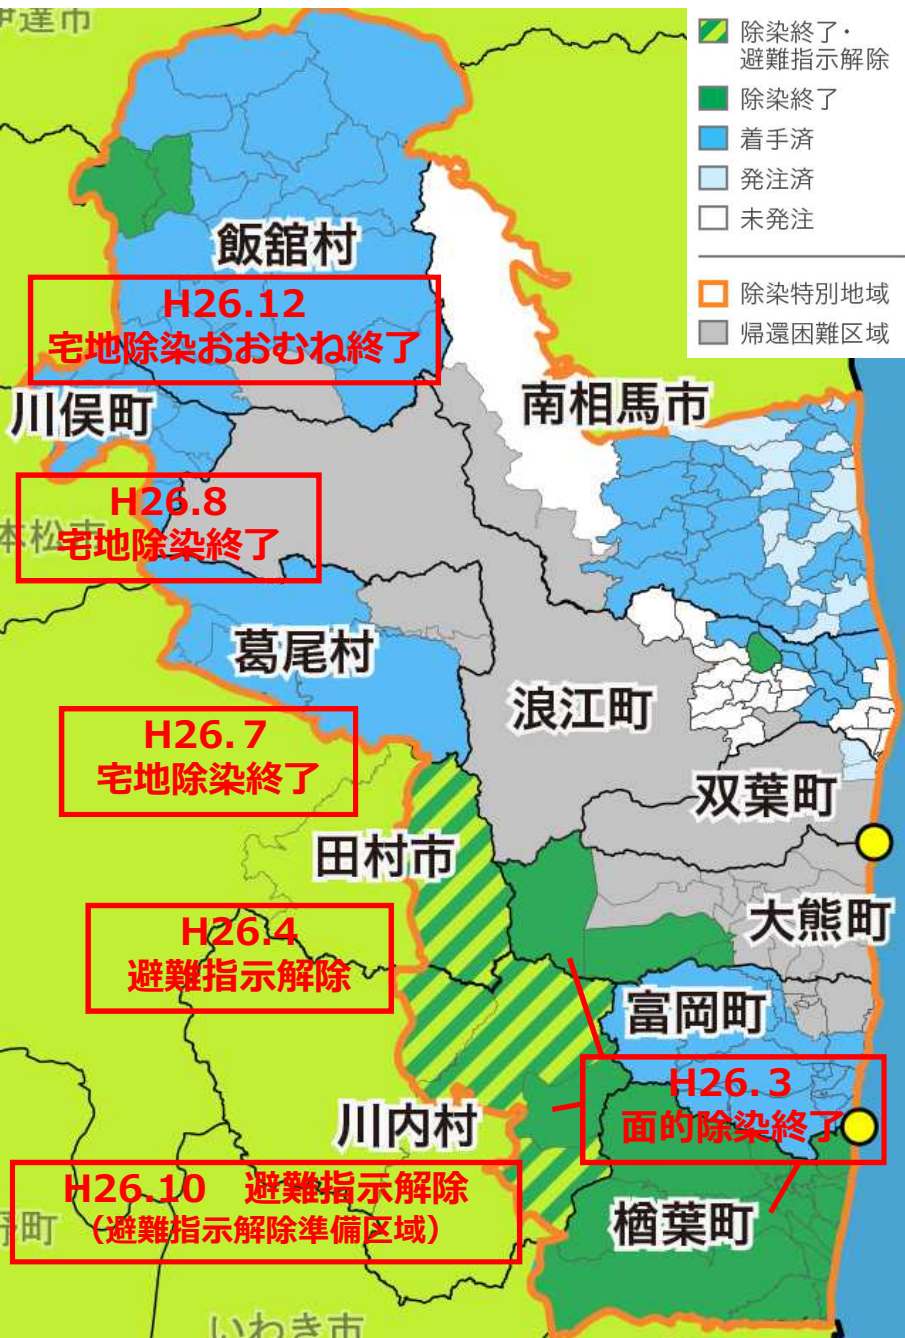 伊達市
除染終了・
避難指示解除
除染終了
着手済
発注済
未発注
除染特別地域
帰還困難区域
飯舘村
H26.12
宅地除染おおむね終了
川俣町
南相馬市
H26.8
宅地除染終了
本松市
葛尾村
浪江町
H26.7
宅地除染終了
双葉町
田村市
大熊町
H26.4
避難指示解除
富岡町
H26.3
面的除染終了
川内村
H26.10 避難指示解除
（避難指示解除準備区域）
楢葉町
野町
いわき市